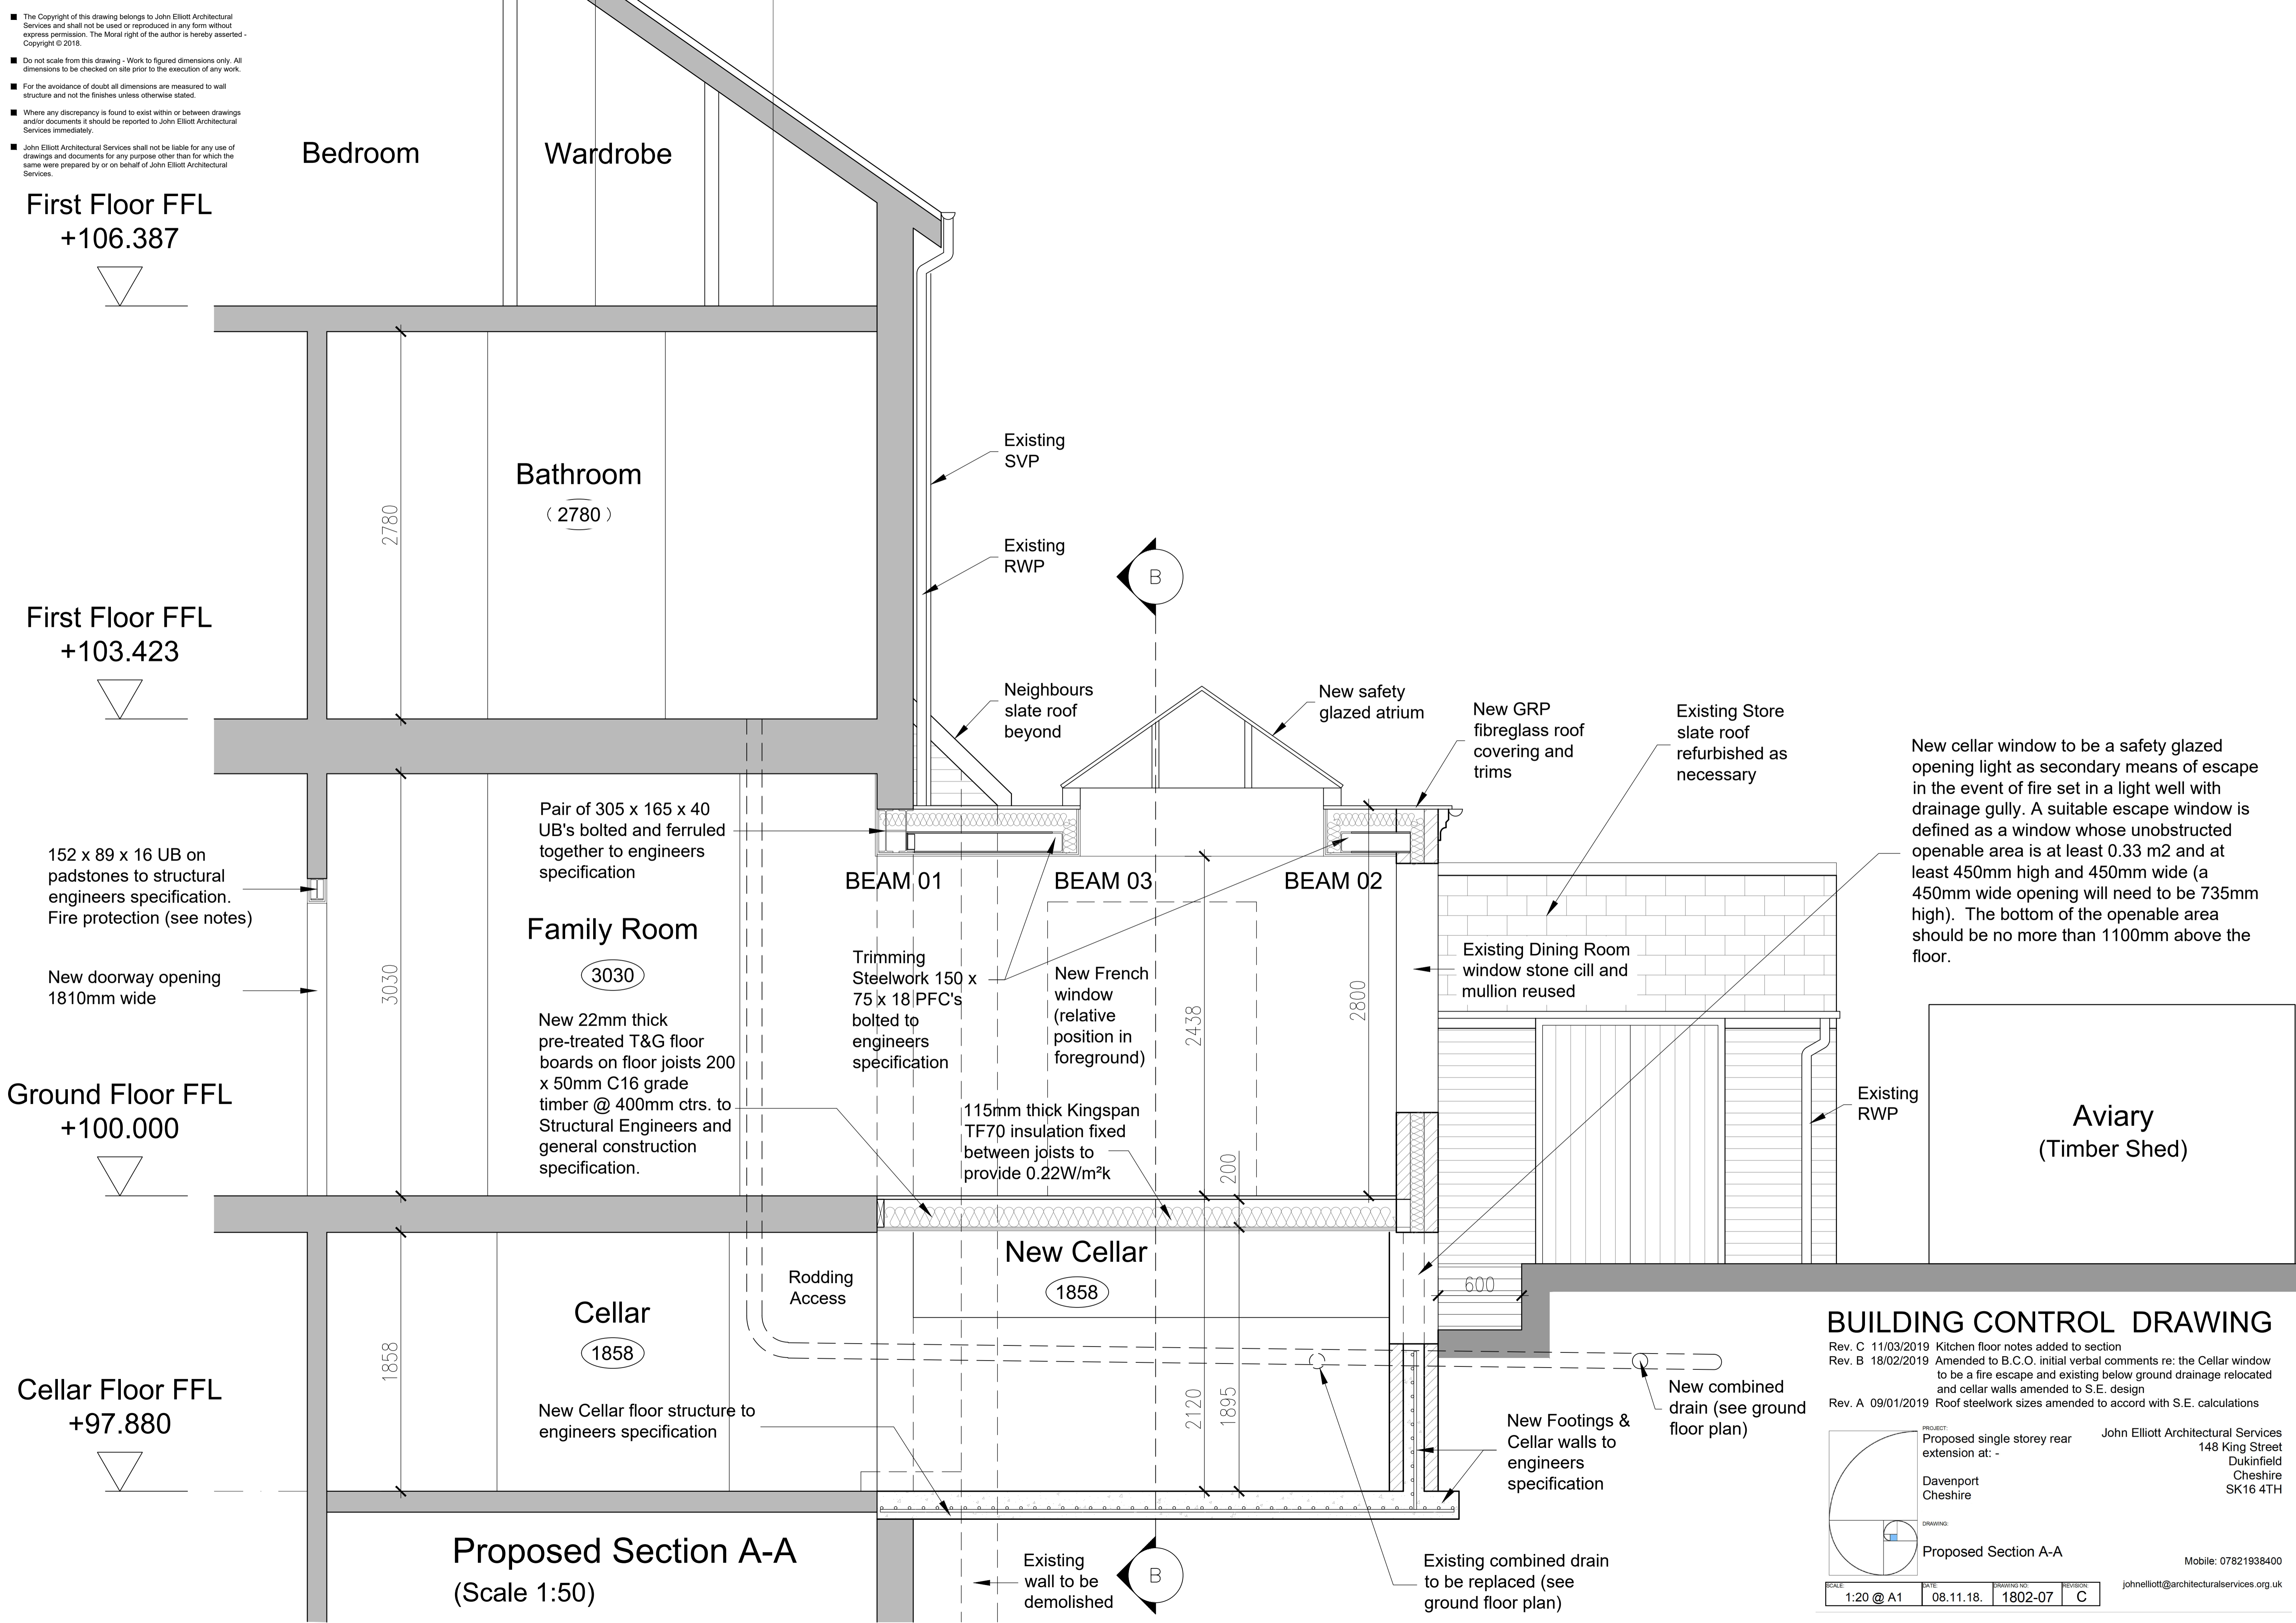 The Copyright of this drawing belongs to John Elliott Architectural
Services and shall not be used or reproduced in any form without
express permission. The Moral right of the author is hereby asserted -
Copyright © 2018.
Do not scale from this drawing - Work to figured dimensions only. All
dimensions to be checked on site prior to the execution of any work.
For the avoidance of doubt all dimensions are measured to wall
structure and not the finishes unless otherwise stated.
Where any discrepancy is found to exist within or between drawings
and/or documents it should be reported to John Elliott Architectural
Services immediately.
John Elliott Architectural Services shall not be liable for any use of
drawings and documents for any purpose other than for which the
same were prepared by or on behalf of John Elliott Architectural
Services.
First Floor FFL
+106.387
Bedroom
Wardrobe
Existing
SVP
Bathroom
( 2780 )
2780
Existing
RWP
B
First Floor FFL
+103.423
Neighbours
slate roof
beyond
New safety
glazed atrium
New GRP
fibreglass roof
covering and
trims
Existing Store
slate roof
refurbished as
necessary
New cellar window to be a safety glazed
opening light as secondary means of escape
in the event of fire set in a light well with
drainage gully. A suitable escape window is
defined as a window whose unobstructed
openable area is at least 0.33 m2 and at
least 450mm high and 450mm wide (a
450mm wide opening will need to be 735mm
high).  The bottom of the openable area
should be no more than 1100mm above the
floor.
Pair of 305 x 165 x 40
UB's bolted and ferruled
together to engineers
specification
152 x 89 x 16 UB on
padstones to structural
engineers specification.
Fire protection (see notes)
BEAM 01
BEAM 03
BEAM 02
Family Room
3030
3030
New doorway opening
1810mm wide
Trimming
Steelwork 150 x
75 x 18 PFC's
bolted to
engineers
specification
New French
window
(relative
position in
foreground)
2438
2800
Existing Dining Room
window stone cill and
mullion reused
New 22mm thick
pre-treated T&G floor
boards on floor joists 200
x 50mm C16 grade
timber @ 400mm ctrs. to
Structural Engineers and
general construction
specification.
Ground Floor FFL
+100.000
115mm thick Kingspan
TF70 insulation fixed
between joists to
provide 0.22W/m²k
200
Existing
RWP
Aviary
(Timber Shed)
New Cellar
1858
Rodding
Access
600
Cellar
1858
1858
Cellar Floor FFL
+97.880
New Cellar floor structure to
engineers specification
2120
1895
New Footings &
Cellar walls to
engineers
specification
New combined
drain (see ground
floor plan)
Proposed Section A-A
(Scale 1:50)
Existing
wall to be
demolished
B
Existing combined drain
to be replaced (see
ground floor plan)
BUILDING CONTROL  DRAWING
Rev. C  11/03/2019  Kitchen floor notes added to section
Rev. B  18/02/2019  Amended to B.C.O. initial verbal comments re: the Cellar window
to be a fire escape and existing below ground drainage relocated
and cellar walls amended to S.E. design
Rev. A  09/01/2019  Roof steelwork sizes amended to accord with S.E. calculations
PROJECT:
Proposed single storey rear
extension at: -
Davenport
Cheshire
John Elliott Architectural Services
148 King Street
Dukinfield
Cheshire
SK16 4TH
DRAWING:
Proposed Section A-A
Mobile: 07821938400
johnelliott@architecturalservices.org.uk
SCALE:
1:20 @ A1
DATE:
08.11.18.
DRAWING NO:
1802-07
REVISION:
C